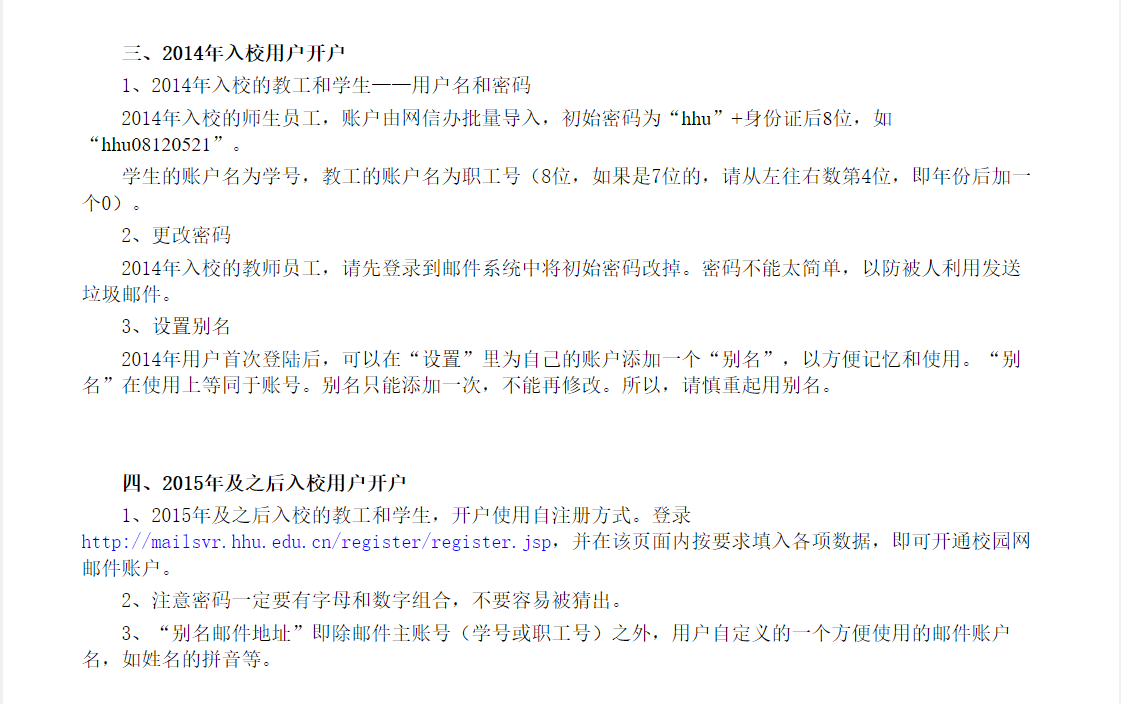 三、2014年入校用户开户
1、2014年入校的教工和学生——用户名和密码
2014年入校的师生员工，账户由网信办批量导入，初始密码为“hhu”+身份证后8位，如
“hhu08120521”。
学生的账户名为学号，教工的账户名为职工号（8位，如果是7位的，请从左往右数第4位，即年份后加一
个0）。
2、更改密码
2014年入校的教师员工，请先登录到邮件系统中将初始密码改掉。密码不能太简单，以防被人利用发送
垃圾邮件。
3、设置别名
2014年用户首次登陆后，可以在“设置”里为自己的账户添加一个“别名”，以方便记忆和使用。“别
名”在使用上等同于账号。别名只能添加一次，不能再修改。所以，请慎重起用别名。
四、2015年及之后入校用户开户
1、2015年及之后入校的教工和学生，开户使用自注册方式。登录
http://mailsvr.hhu.edu.cn/register/register.jsp，并在该页面内按要求填入各项数据，即可开通校园网
邮件账户。
2、注意密码一定要有字母和数字组合，不要容易被猜出。
3、“别名邮件地址”即除邮件主账号（学号或职工号）之外，用户自定义的一个方便使用的邮件账户
名，如姓名的拼音等。